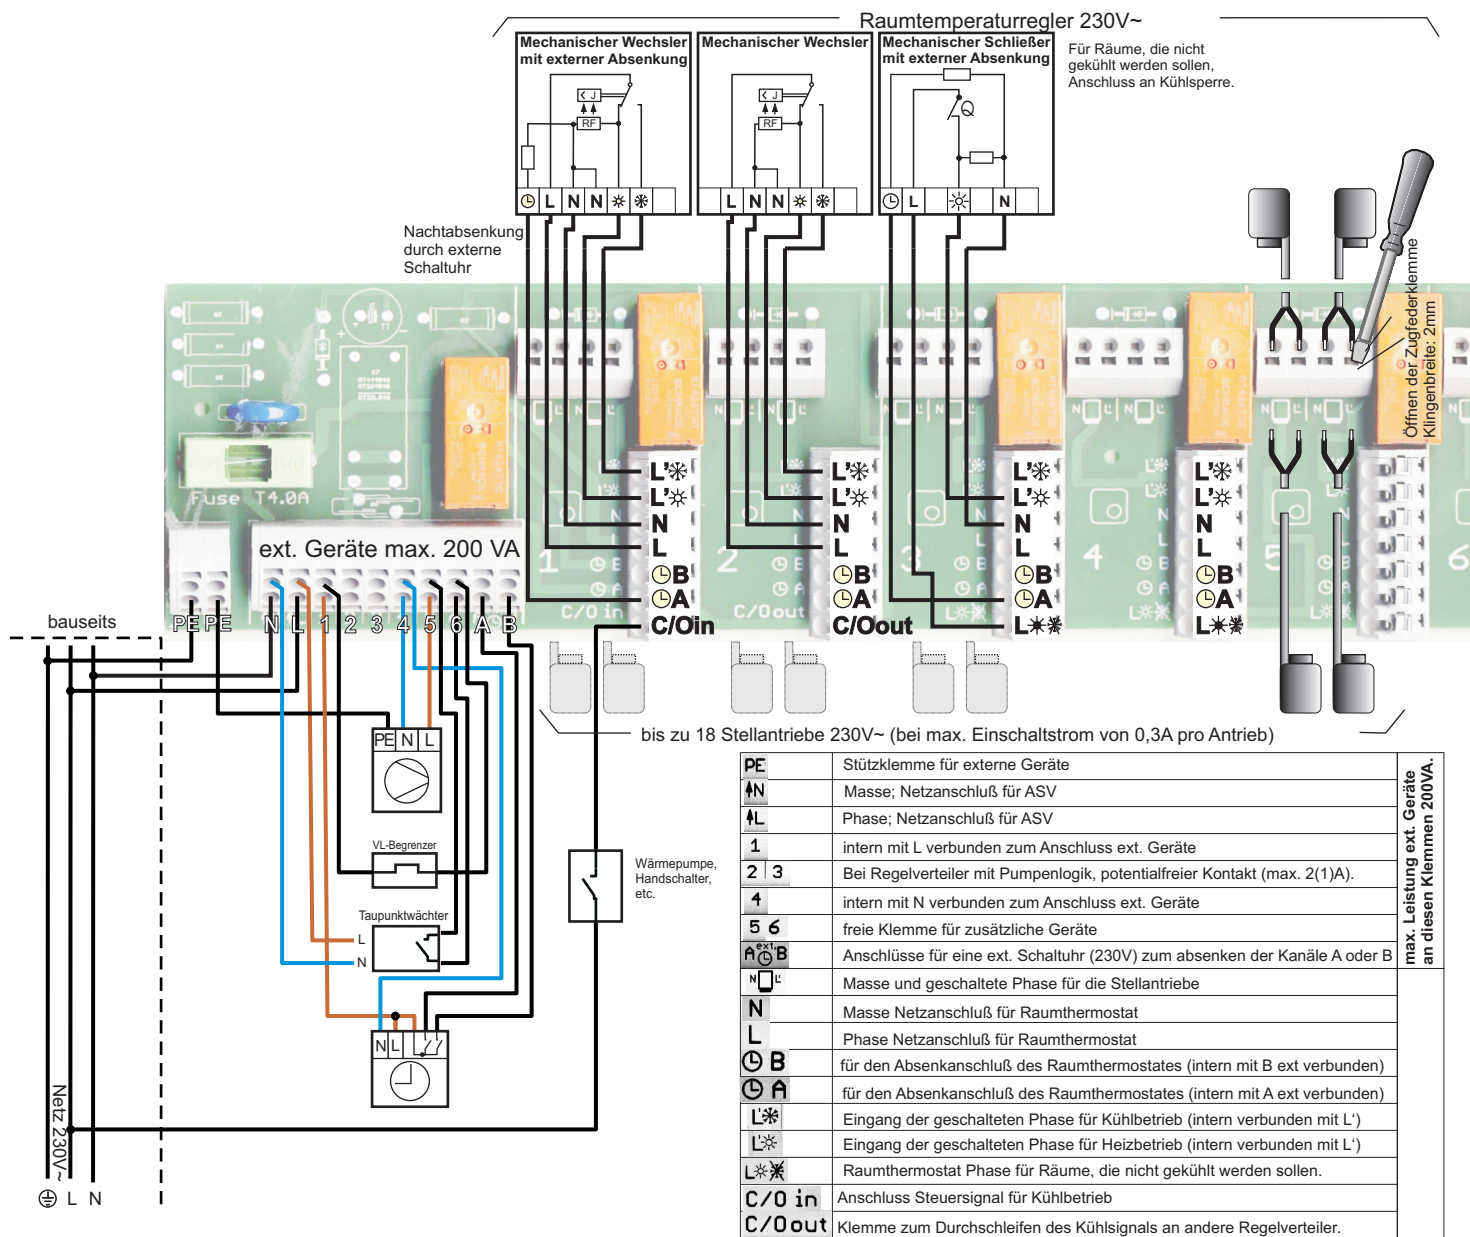 Raumtemperaturregler 230V~
Mechanischer Wechsler
mit externer Absenkung
Mechanischer Wechsler
Mechanischer Schließer
mit externer Absenkung
Für Räume, die nicht
gekühlt werden sollen,
Anschluss an Kühlsperre.
RF
RF
L N N
L N N
L N
Nachtabsenkung
durch externe
Schaltuhr
Öffnen der Zugfederklemme
Klingenbreite: 2mm
Fuse T4.0A
ext. Geräte max. 200 VA
1 2 3 4 5 6
L'
L'
N
L
B
A
C/Oin
L'
L'
N
L
B
A
C/Oout
L'
L'
N
L
B
A
L
L'
L'
N
L
B
A
L
C/O in
C/O out
bauseits
PE PE N L 1 2 3 4 5 6 A B
PE N L
VL-Begrenzer
Taupunktwächter
L
N
N L
Wärmepumpe,
Handschalter,
etc.
Netz 230V~
L N
bis zu 18 Stellantriebe 230V~ (bei max. Einschaltstrom von 0,3A pro Antrieb)
PE Stützklemme für externe Geräte
N Masse; Netzanschluß für ASV
L Phase; Netzanschluß für ASV
1 intern mit L verbunden zum Anschluss ext. Geräte
2 3 Bei Regelverteiler mit Pumpenlogik, potentialfreier Kontakt (max. 2(1)A).
4 intern mit N verbunden zum Anschluss ext. Geräte
5 6 freie Klemme für zusätzliche Geräte
A ext. B Anschlüsse für eine ext. Schaltuhr (230V) zum absenken der Kanäle A oder B
max. Leistung ext. Geräte
an diesen Klemmen 200VA.
N L' Masse und geschaltete Phase für die Stellantriebe
N Masse Netzanschluß für Raumthermostat
L Phase Netzanschluß für Raumthermostat
B für den Absenkanschluß des Raumthermostates (intern mit B ext verbunden)
A für den Absenkanschluß des Raumthermostates (intern mit A ext verbunden)
L' Eingang der geschalteten Phase für Kühlbetrieb (intern verbunden mit L')
L' Eingang der geschalteten Phase für Heizbetrieb (intern verbunden mit L')
L Raumthermostat Phase für Räume, die nicht gekühlt werden sollen.
C/O in Anschluss Steuersignal für Kühlbetrieb
C/O out Klemme zum Durchschleifen des Kühlsignals an andere Regelverteiler.